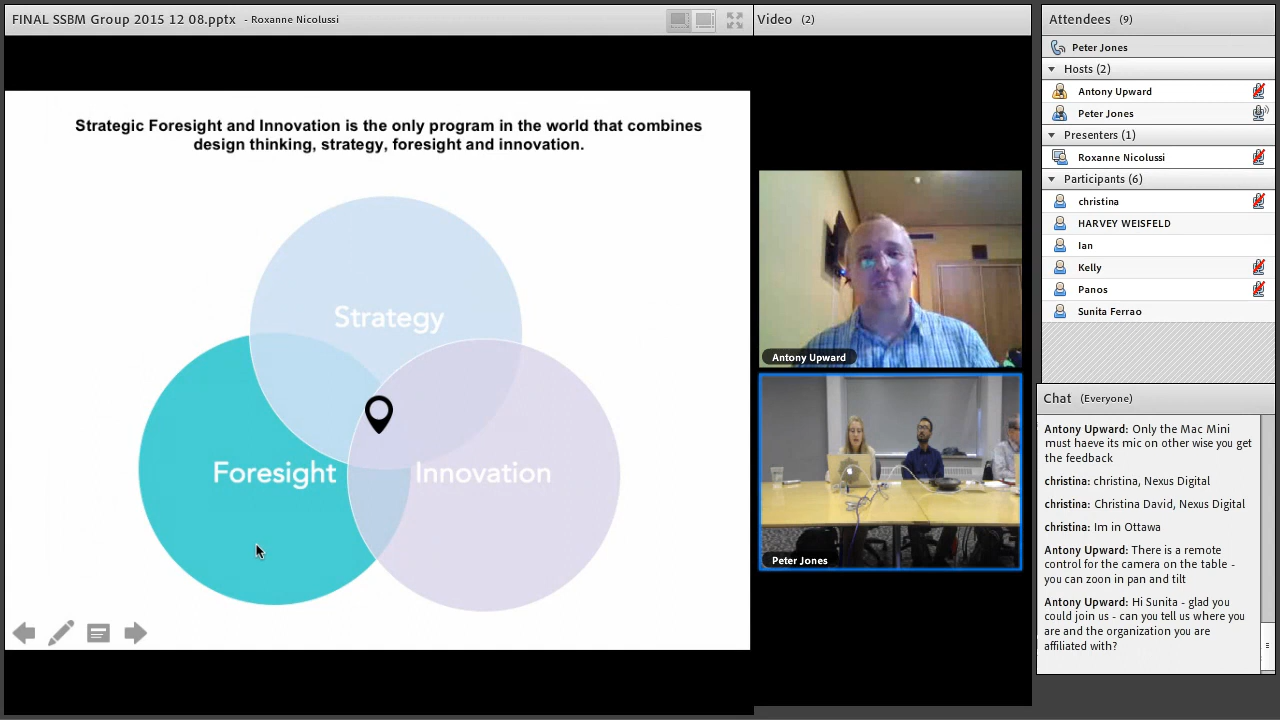 FINAL SSBM Group 2015 12 08.pptx - Roxanne Nicolussi
Strategic Foresight and Innovation is the only program in the world that combines
design thinking, strategy, foresight and innovation.
Strategy
Foresight
Innovation
Video (2)
Antony Upward
Peter Jones
Attendees (9)
Peter Jones
Hosts (2)
Antony Upward
Peter Jones
Presenters (1)
Roxanne Nicolussi
Participants (6)
christina
HARVEY WEISFELD
Ian
Kelly
Panos
Sunita Ferrao
Chat (Everyone)
Antony Upward: Only the Mac Mini
must haeve its mic on other wise you get
the feedback
christina: christina, Nexus Digital
christina: Christina David, Nexus Digital
christina: Im in Ottawa
Antony Upward: There is a remote
control for the camera on the table -
you can zoon in pan and tilt
Antony Upward: Hi Sunita - glad you
could join us - can you tell us where you
are and the organization you are
affiliated with?